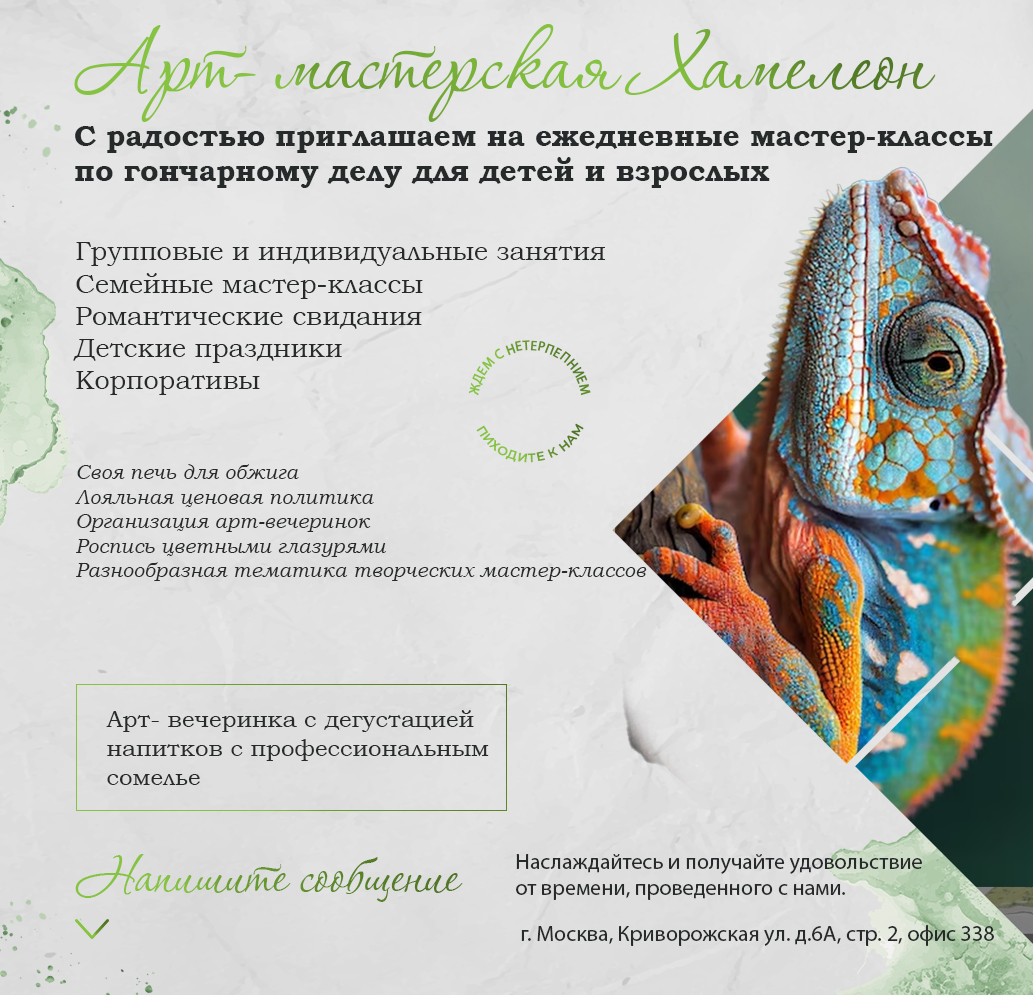 Арт- мастерская Хамелеон
С радостью приглашаем на ежедневные мастер-классы
по гончарному делу для детей и взрослых
Групповые и индивидуальные занятия
Семейные мастер-классы
Романтические свидания
Детские праздники
Корпоративы
ЖДЕМ С НЕТЕРПЕПНИЕМ
ПИХОДИТЕ К НАМ
Своя печь для обжига
Лояльная ценовая политика
Организация арт-вечеринок
Роспись цветными глазурями
Разнообразная тематика творческих мастер-классов
Арт- вечеринка с дегустацией
напитков с профессиональным
сомелье
Напишите сообщение
Наслаждайтесь и получайте удовольствие
от времени, проведенного с нами.
г. Москва, Криворожская ул. д.6А, стр. 2, офис 338